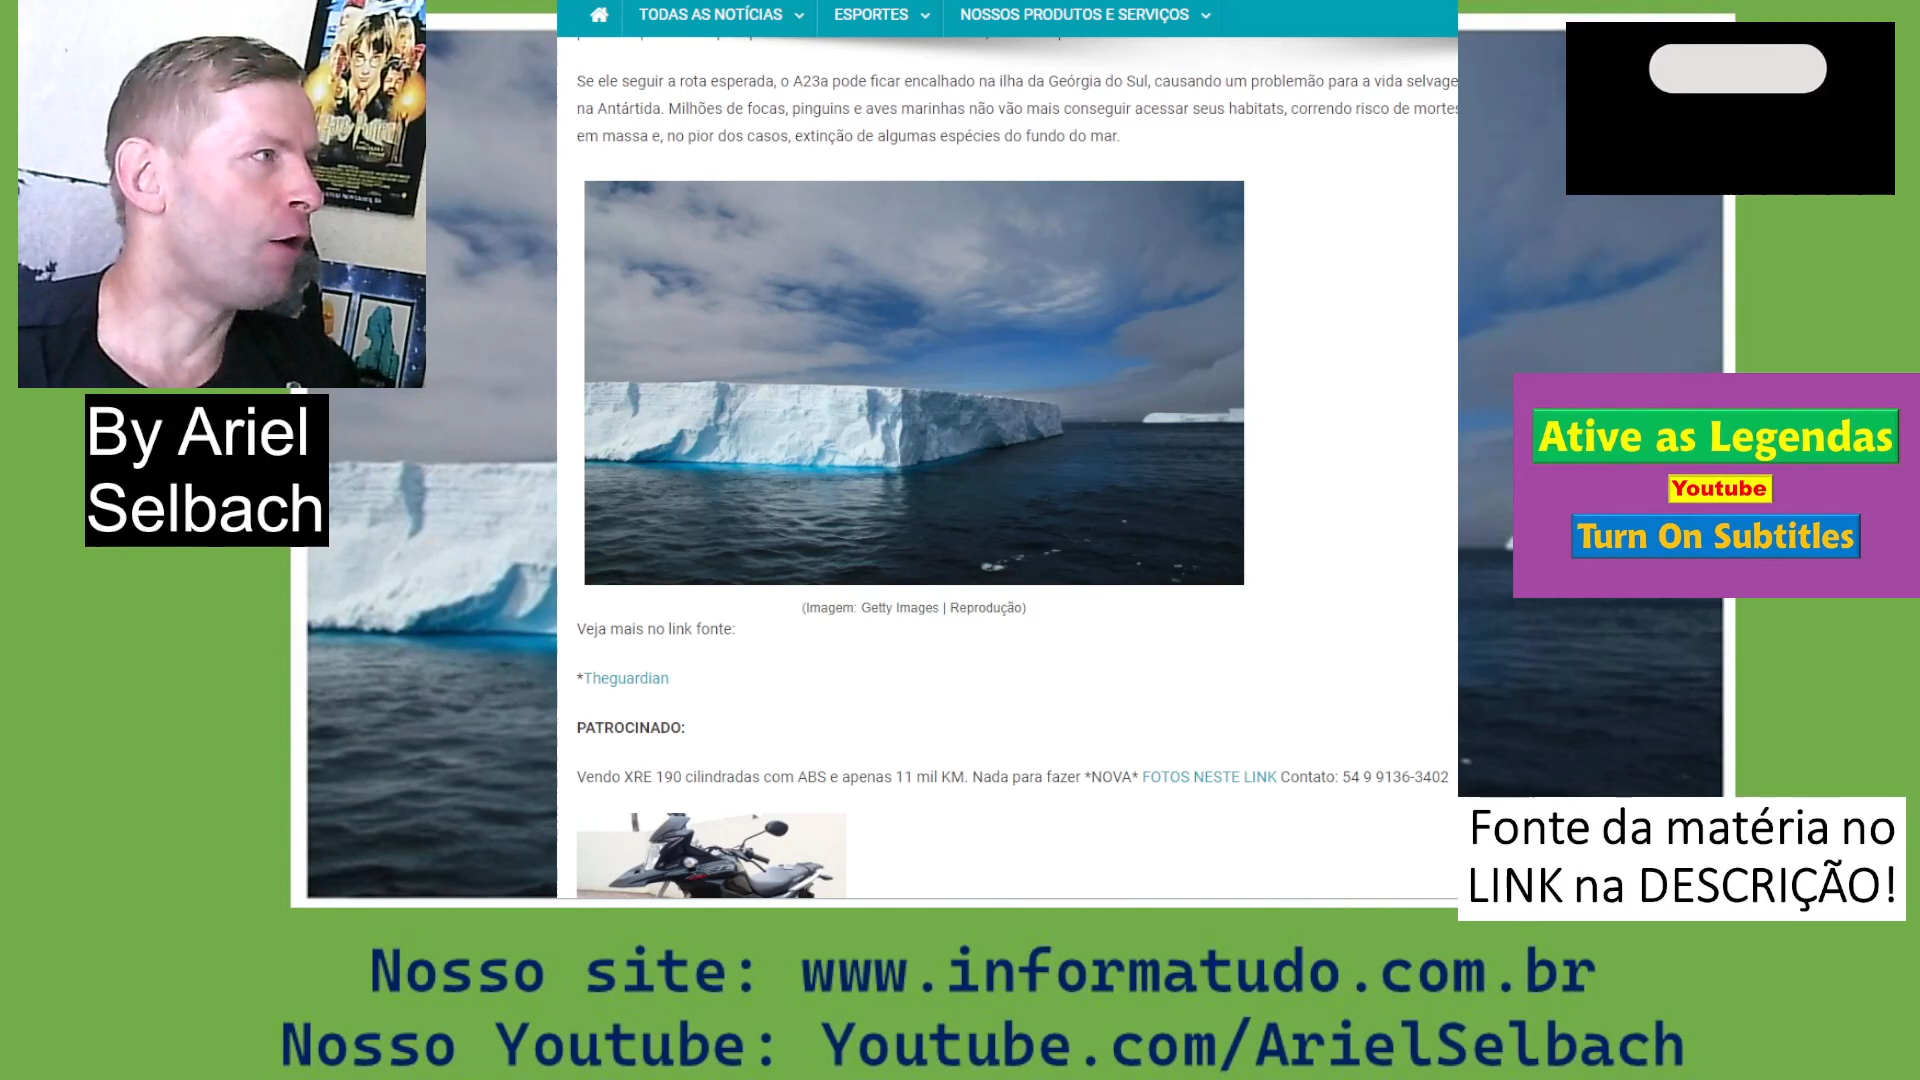 TODAS AS NOTÍCIAS
ESPORTES
NOSSOS PRODUTOS E SERVIÇOS
Se ele seguir a rota esperada, o A23a pode ficar encalhado na ilha da Geórgia do Sul, causando um problemão para a vida selvage
na Antártida. Milhões de focas, pinguins e aves marinhas não vão mais conseguir acessar seus habitats, correndo risco de mortes
em massa e, no pior dos casos, extinção de algumas espécies do fundo do mar.
(Imagem: Getty Images | Reprodução)
Veja mais no link fonte:
*Theguardian
PATROCINADO:
Vendo XRE 190 cilindradas com ABS e apenas 11 mil KM. Nada para fazer *NOVA* FOTOS NESTE LINK Contato: 54 9 9136-3402
By Ariel
Selbach
Ative as Legendas
Youtube
Turn On Subtitles
Fonte da matéria no
LINK na DESCRIÇÃO!
Nosso site: www.informatudo.com.br
Nosso Youtube: Youtube.com/ArielSelbach